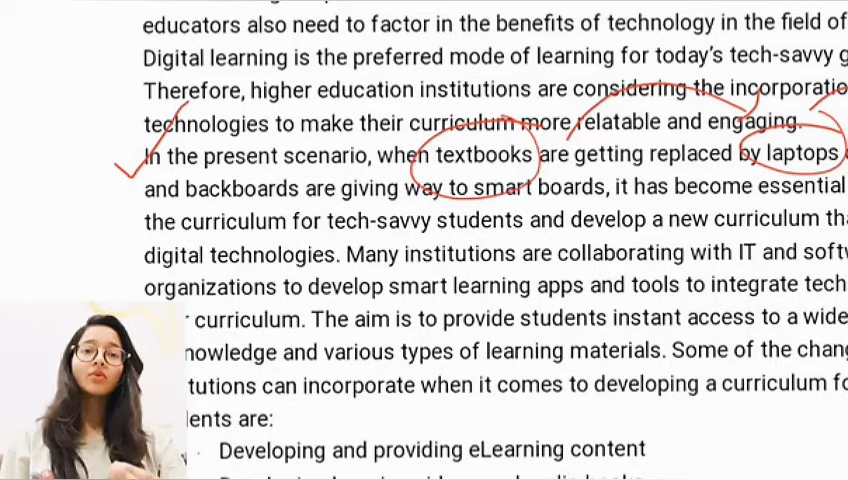 educators also need to factor in the benefits of technology in the field of
Digital learning is the preferred mode of learning for today's tech-savvy g
Therefore, higher education institutions are considering the incorporatio
technologies to make their curriculum more relatable and engaging.
In the present scenario, when textbooks are getting replaced by laptops
and backboards are giving way to smart boards, it has become essential
the curriculum for tech-savvy students and develop a new curriculum tha
digital technologies. Many institutions are collaborating with IT and softw
organizations to develop smart learning apps and tools to integrate tech
curriculum. The aim is to provide students instant access to a wide
nowledge and various types of learning materials. Some of the chang
tutions can incorporate when it comes to developing a curriculum fo
ents are:
Developing and providing eLearning content